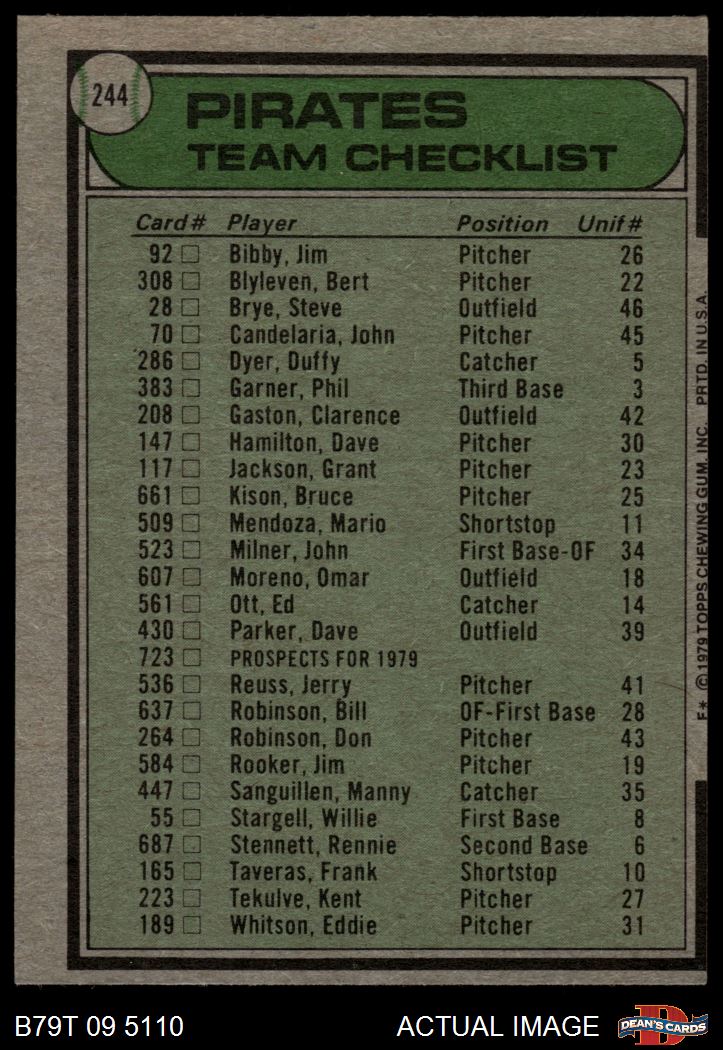 244
PIRATES
TEAM CHECKLIST
Card# Player Position Unif#
92 Bibby, Jim Pitcher 26
308 Blyleven, Bert Pitcher 22
28 Brye, Steve Outfield 46
70 Candelaria, John Pitcher 45
286 Dyer, Duffy Catcher 5
383 Garner, Phil Third Base 3
208 Gaston, Clarence Outfield 42
147 Hamilton, Dave Pitcher 30
117 Jackson, Grant Pitcher 23
661 Kison, Bruce Pitcher 25
509 Mendoza, Mario Shortstop 11
523 Milner, John First Base-OF 34
607 Moreno, Omar Outfield 18
561 Ott, Ed Catcher 14
430 Parker, Dave Outfield 39
723 PROSPECTS FOR 1979
536 Reuss, Jerry Pitcher 41
637 Robinson, Bill OF-First Base 28
264 Robinson, Don Pitcher 43
584 Rooker, Jim Pitcher 19
447 Sanguillen, Manny Catcher 35
55 Stargell, Willie First Base 8
687 Stennett, Rennie Second Base 6
165 Taveras, Frank Shortstop 10
223 Tekulve, Kent Pitcher 27
189 Whitson, Eddie Pitcher 31
F* © 1979 TOPPS CHEWING GUM, INC. PRTD. IN U.S.A.
B79T 09 5110 ACTUAL IMAGE
D
DEAN'S CARDS